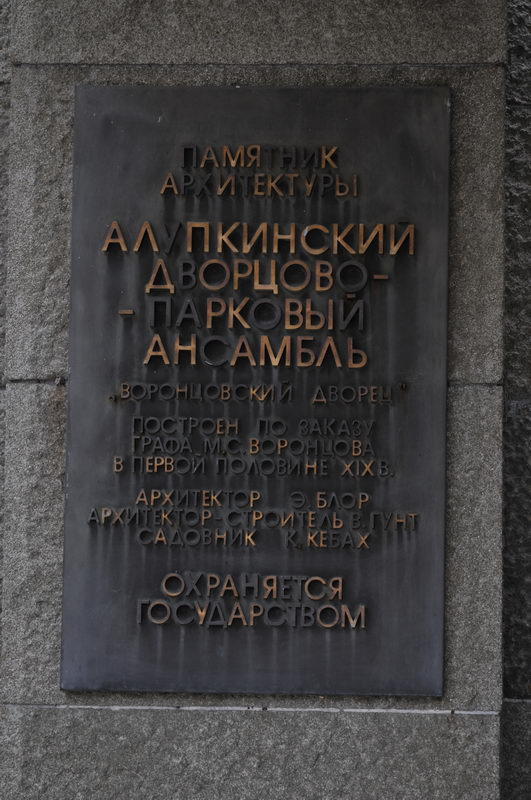 ПАМЯТНИК
АРХИТЕКТУРЫ
АЛУПКИНСКИЙ
ДВОРЦОВО-
-ПАРКОВЫЙ
АНСАМБЛЬ
„ВОРОНЦОВСКИЙ ДВОРЕЦ"
ПОСТРОЕН ПО ЗАКАЗУ
ГРАФА М.С. ВОРОНЦОВА
В ПЕРВОЙ ПОЛОВИНЕ XIX В.
АРХИТЕКТОР Э. БЛОР
АРХИТЕКТОР-СТРОИТЕЛЬ В. ГУНТ
САДОВНИК К. КЕБАХ
ОХРАНЯЕТСЯ
ГОСУДАРСТВОМ